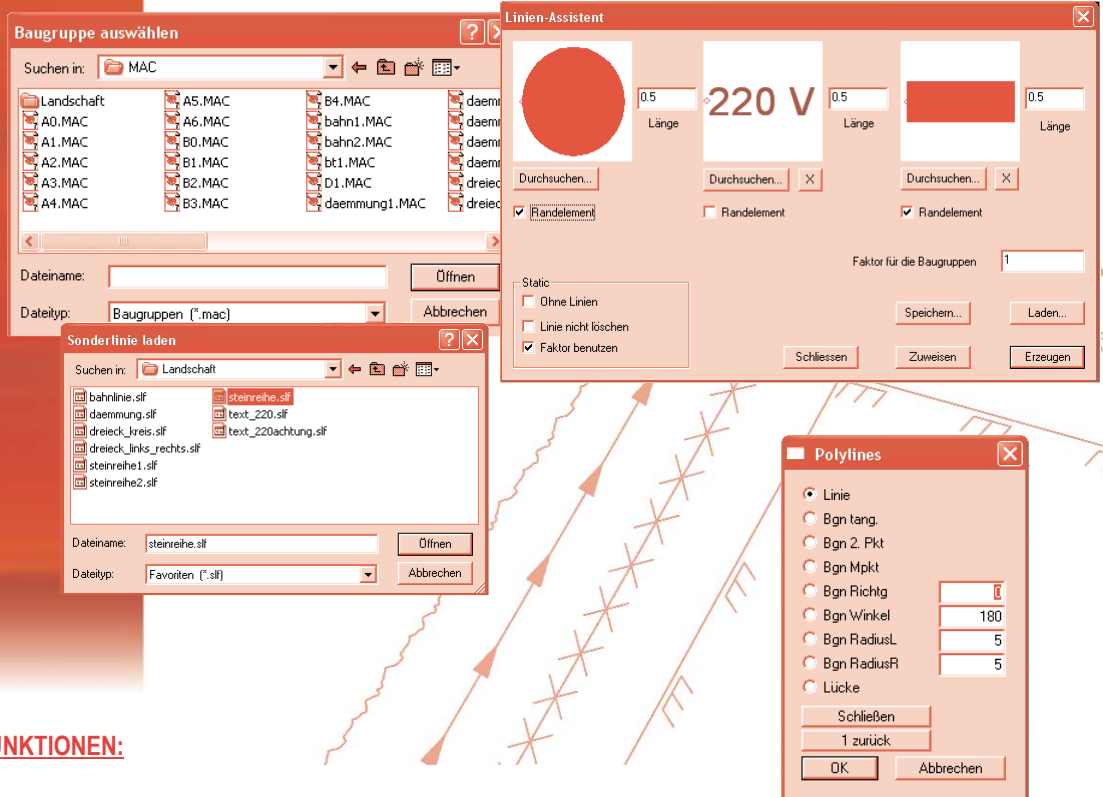 Baugruppe auswählen
Suchen in: MAC
Landschaft
A0.MAC
A1.MAC
A2.MAC
A3.MAC
A4.MAC
A5.MAC
A6.MAC
B0.MAC
B1.MAC
B2.MAC
B3.MAC
B4.MAC
bahn1.MAC
bahn2.MAC
bt1.MAC
D1.MAC
daemmung1.MAC
Dateiname:
Öffnen
Dateityp: Baugruppen (*.mac)
Abbrechen
Linien-Assistent
220 V
0.5
Länge
0.5
Länge
0.5
Länge
Durchsuchen...
Durchsuchen... X
Durchsuchen... X
Randelement
Randelement
Randelement
Faktor für die Baugruppen 1
Static
Ohne Linien
Linie nicht löschen
Faktor benutzen
Speichern... Laden...
Schliessen Zuweisen Erzeugen
Sonderlinie laden
Suchen in: Landschaft
bahnlinie.slf
daemmung.slf
dreieck_kreis.slf
dreieck_links_rechts.slf
steinreihe1.slf
steinreihe2.slf
steinreihe.slf
text_220.slf
text_220achtung.slf
Dateiname: steinreihe.slf Öffnen
Dateityp: Favoriten (*.slf) Abbrechen
Polylines
Linie
Bgn tang.
Bgn 2. Pkt
Bgn Mpkt
Bgn Richtg 0
Bgn Winkel 180
Bgn RadiusL 5
Bgn RadiusR 5
Lücke
Schließen
1 zurück
OK Abbrechen
UNKTIONEN: